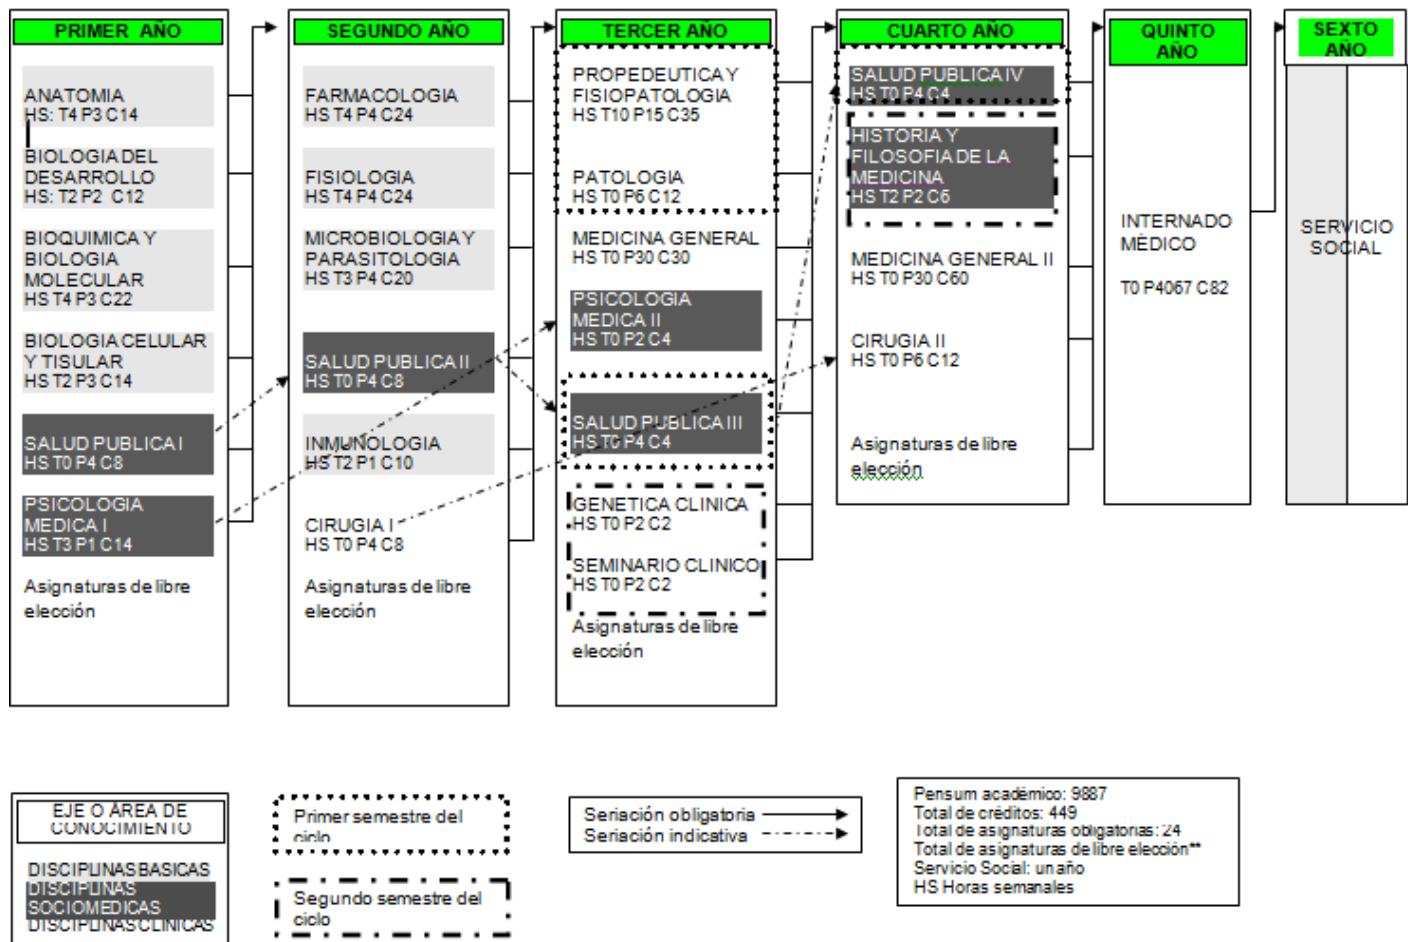 PRIMER AÑO
ANATOMIA
HS: T4 P3 C14
BIOLOGIA DEL
DESARROLLO
HS: T2 P2 C12
BIOQUIMICA Y
BIOLOGIA
MOLECULAR
HS T4 P3 C22
BIOLOGIA CELULAR
Y TISULAR
HS T2 P3 C14
SALUD PUBLICA I
HS T0 P4 C8
PSICOLOGIA
MEDICA I
HS T3 P1 C14
Asignaturas de libre
elección
SEGUNDO AÑO
FARMACOLOGIA
HS T4 P4 C24
FISIOLOGIA
HS T4 P4 C24
MICROBIOLOGIA Y
PARASITOLOGIA
HS T3 P4 C20
SALUD PUBLICA II
HS T0 P4 C8
INMUNOLOGIA
HS T2 P1 C10
CIRUGIA I
HS T0 P4 C8
Asignaturas de libre
elección
TERCER AÑO
PROPEDEUTICA Y
FISIOPATOLOGIA
HS T10 P15 C35
PATOLOGIA
HS T0 P6 C12
MEDICINA GENERAL
HS T0 P30 C30
PSICOLOGIA
MEDICA II
HS T0 P2 C4
SALUD PUBLICA III
HS T0 P4 C4
GENETICA CLINICA
HS T0 P2 C2
SEMINARIO CLINICO
HS T0 P2 C2
Asignaturas de libre
elección
CUARTO AÑO
SALUD PUBLICA IV
HS T0 P4 C4
HISTORIA Y
FILOSOFIA DE LA
MEDICINA
HS T2 P2 C6
MEDICINA GENERAL II
HS T0 P30 C60
CIRUGIA II
HS T0 P6 C12
Asignaturas de libre
elección
QUINTO
AÑO
INTERNADO
MÉDICO
T0 P4067 C82
SEXTO
AÑO
SERVICIO
SOCIAL
EJE O ÁREA DE
CONOCIMIENTO
DISCIPLINAS BASICAS
DISCIPLINAS
SOCIOMEDICAS
DISCIPLINAS CLINICAS
Primer semestre del
ciclo
Segundo semestre del
ciclo
Seriación obligatoria
Seriación indicativa
Pensum académico: 9887
Total de créditos: 449
Total de asignaturas obligatorias: 24
Total de asignaturas de libre elección**
Servicio Social: un año
HS Horas semanales